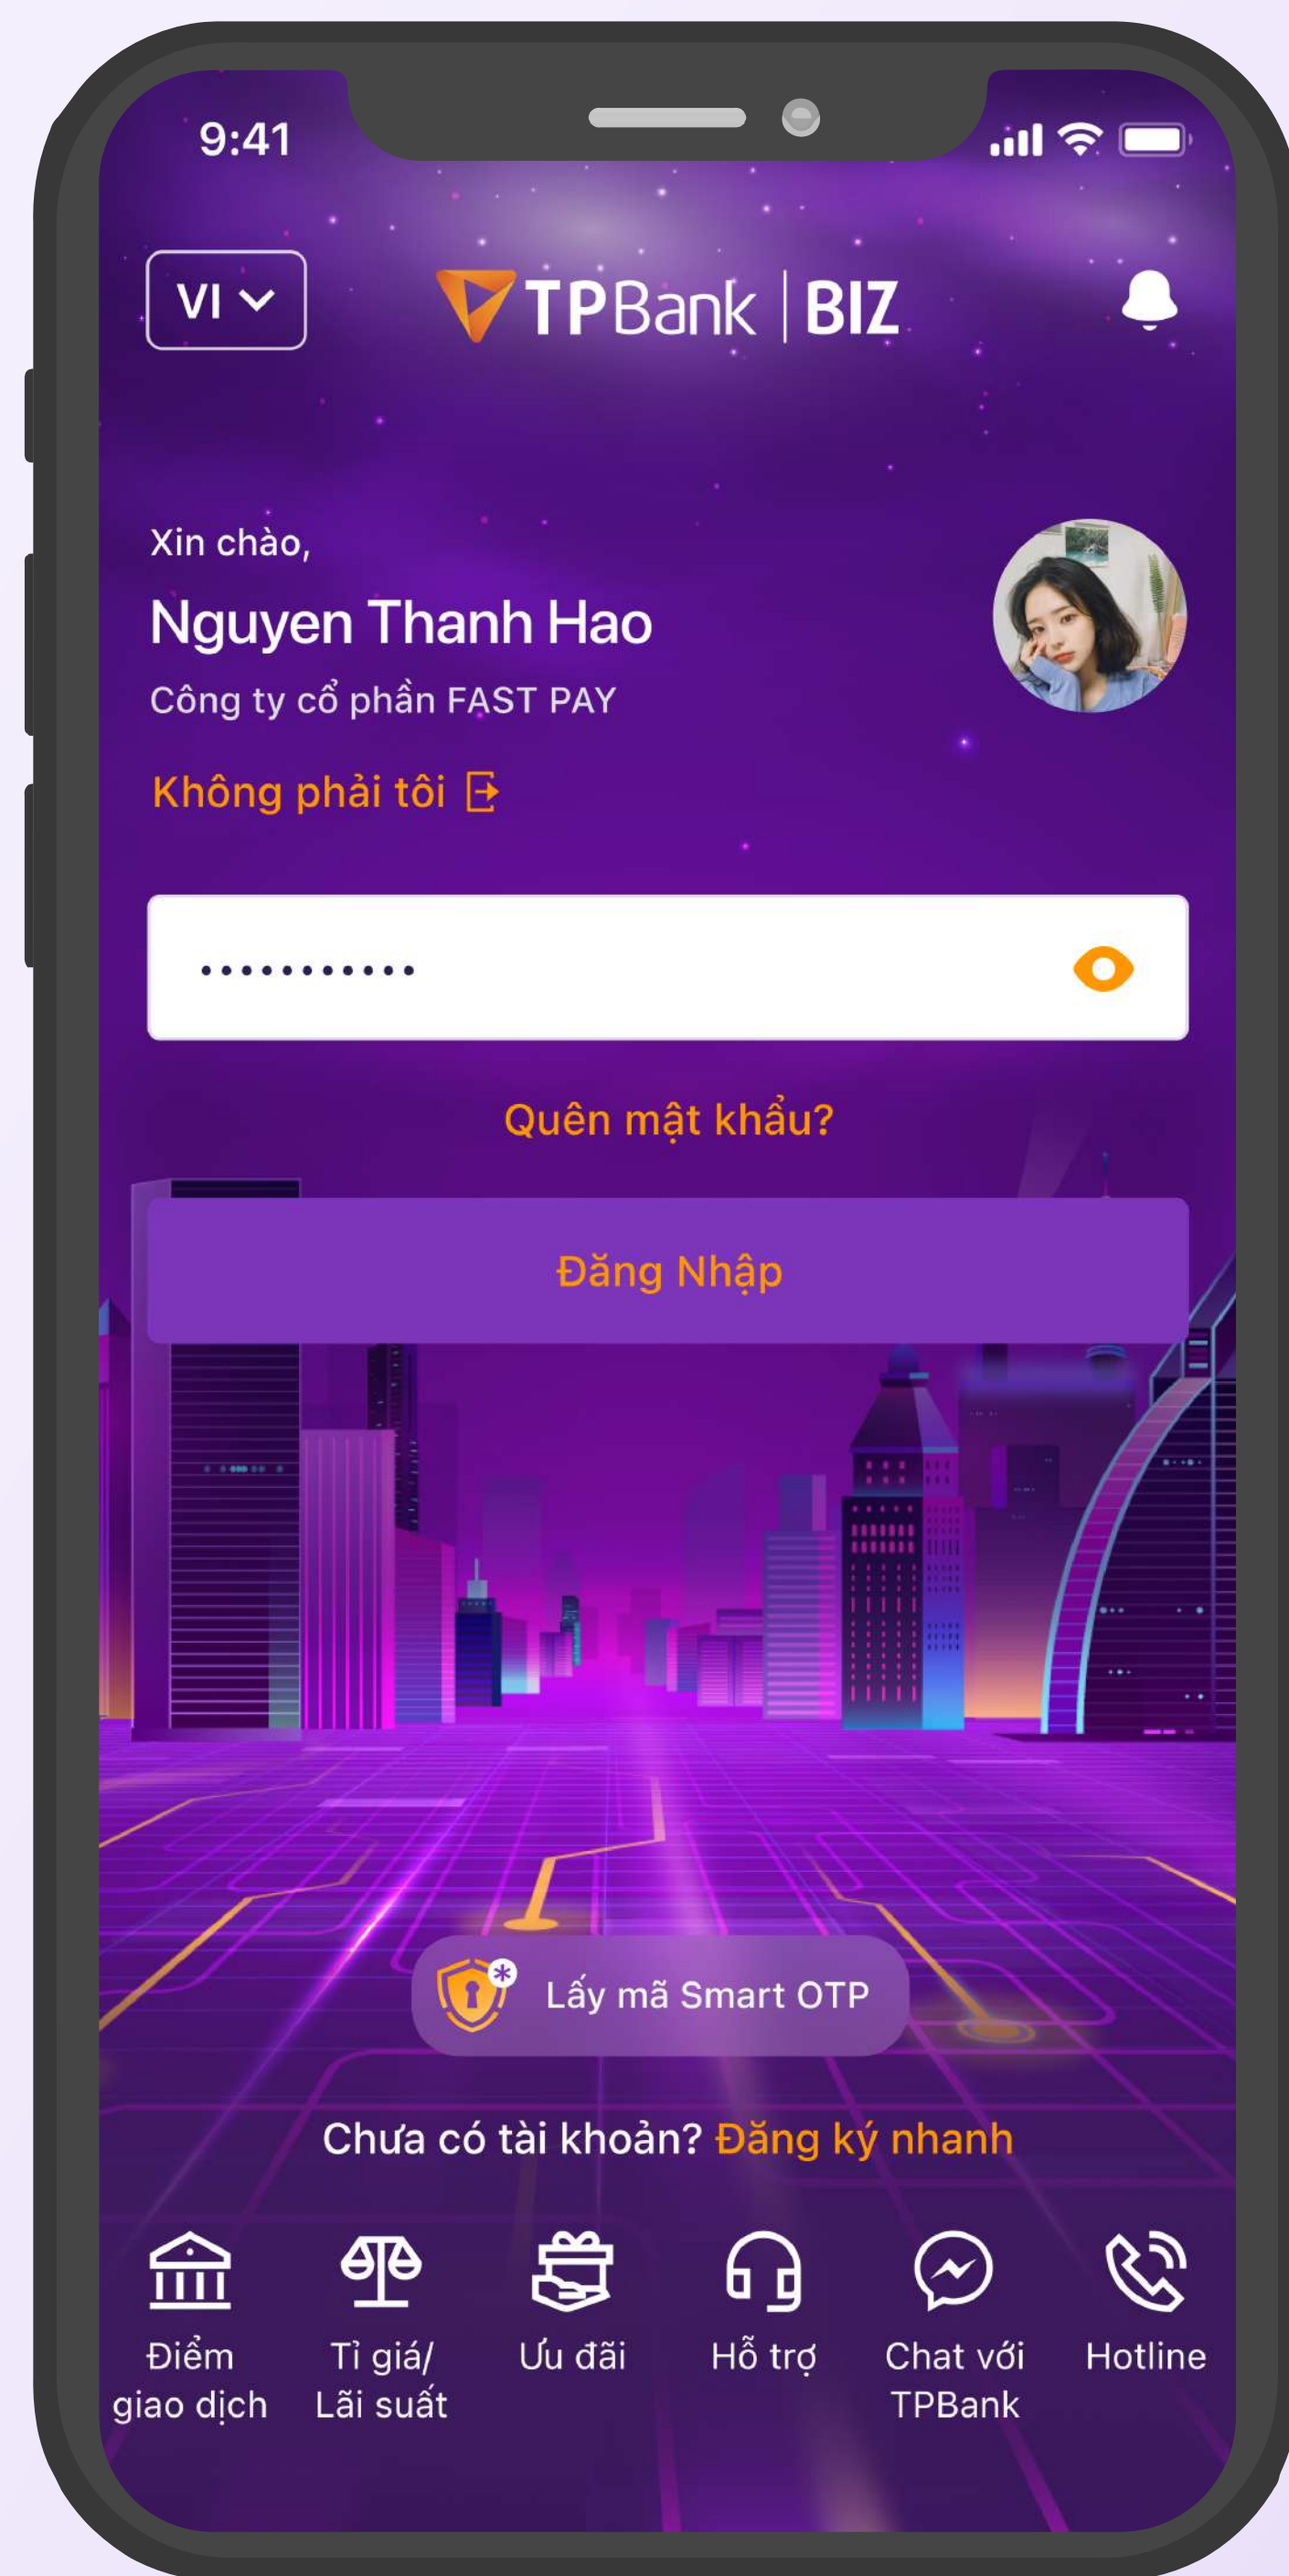 9:41
VI
TPBank | BIZ
Xin chào,
Nguyen Thanh Hao
Công ty cổ phần FAST PAY
Không phải tôi
•••••••••••
Quên mật khẩu?
Đăng Nhập
Lấy mã Smart OTP
Chưa có tài khoản? Đăng ký nhanh
Điểm
giao dịch
Tỉ giá/
Lãi suất
Ưu đãi
Hỗ trợ
Chat với
TPBank
Hotline